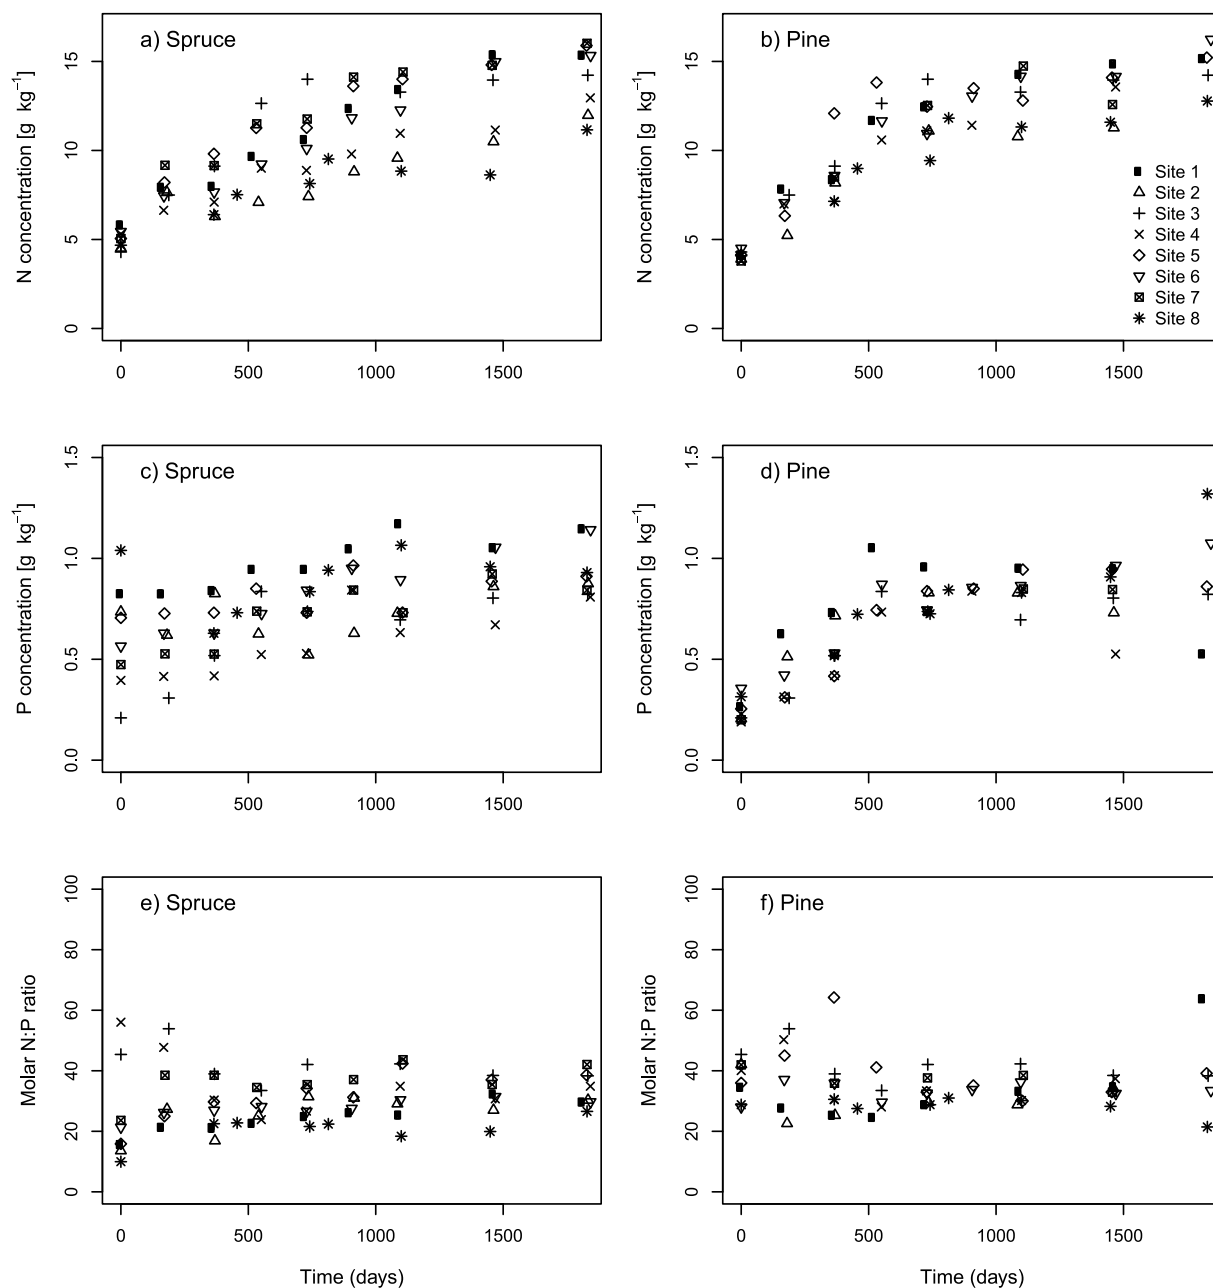 a) Spruce
N concentration [g kg⁻¹]
0
5
10
15
0
500
1000
1500
b) Pine
N concentration [g kg⁻¹]
0
5
10
15
0
500
1000
1500
Site 1
Site 2
Site 3
Site 4
Site 5
Site 6
Site 7
Site 8
c) Spruce
P concentration [g kg⁻¹]
0.0
0.5
1.0
1.5
0
500
1000
1500
d) Pine
P concentration [g kg⁻¹]
0.0
0.5
1.0
1.5
0
500
1000
1500
e) Spruce
Molar N:P ratio
0
20
40
60
80
100
0
500
1000
1500
Time (days)
f) Pine
Molar N:P ratio
0
20
40
60
80
100
0
500
1000
1500
Time (days)